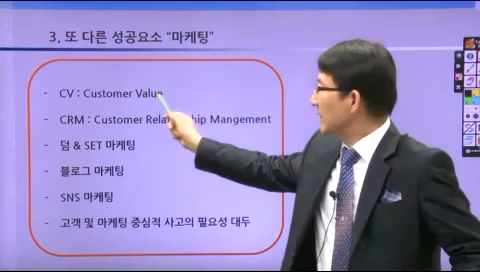 3. 또 다른 성공요소 “마케팅”
- CV : Customer Value
- CRM : Customer Relationship Mangement
- 덤 & SET 마케팅
- 블로그 마케팅
- SNS 마케팅
- 고객 및 마케팅 중심적 사고의 필요성 대두